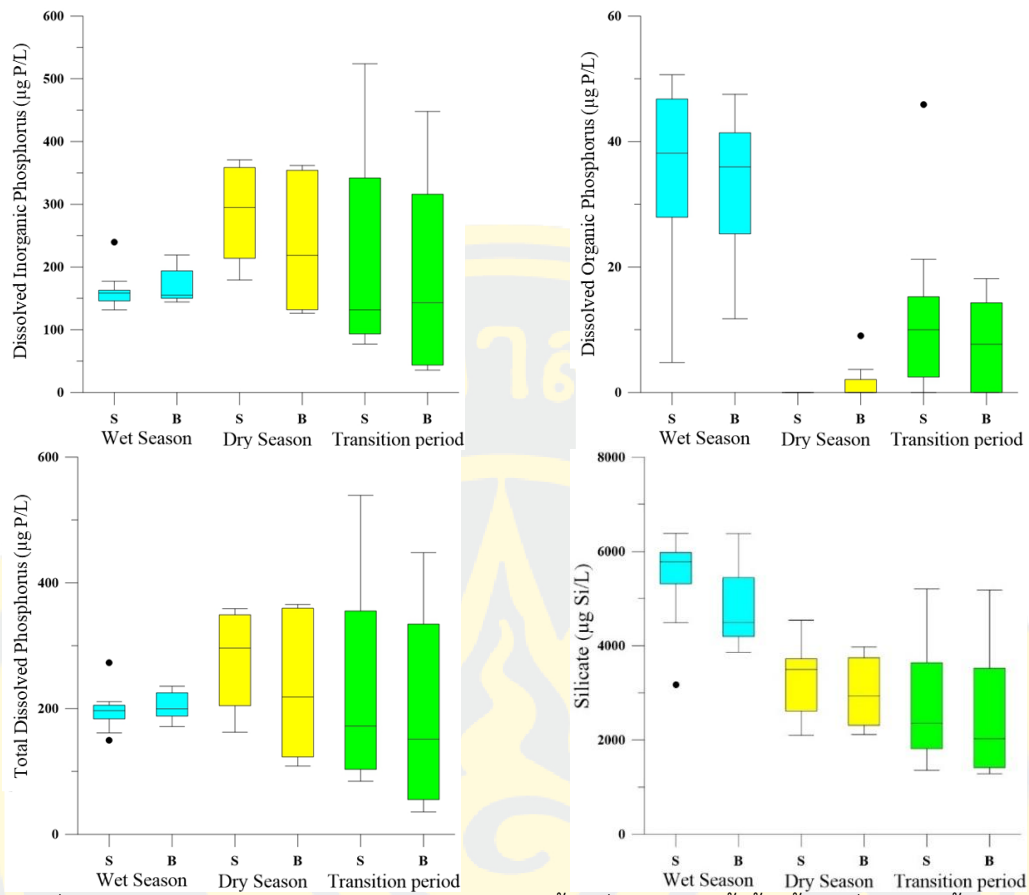 Dissolved Inorganic Phosphorus (µg P/L)
600
500
400
300
200
100
0
S B S B S B
Wet Season Dry Season Transition period
Dissolved Organic Phosphorus (µg P/L)
60
40
20
0
S B S B S B
Wet Season Dry Season Transition period
Total Dissolved Phosphorus (µg P/L)
600
400
200
0
S B S B S B
Wet Season Dry Season Transition period
Silicate (µg Si/L)
8000
6000
4000
2000
0
S B S B S B
Wet Season Dry Season Transition period